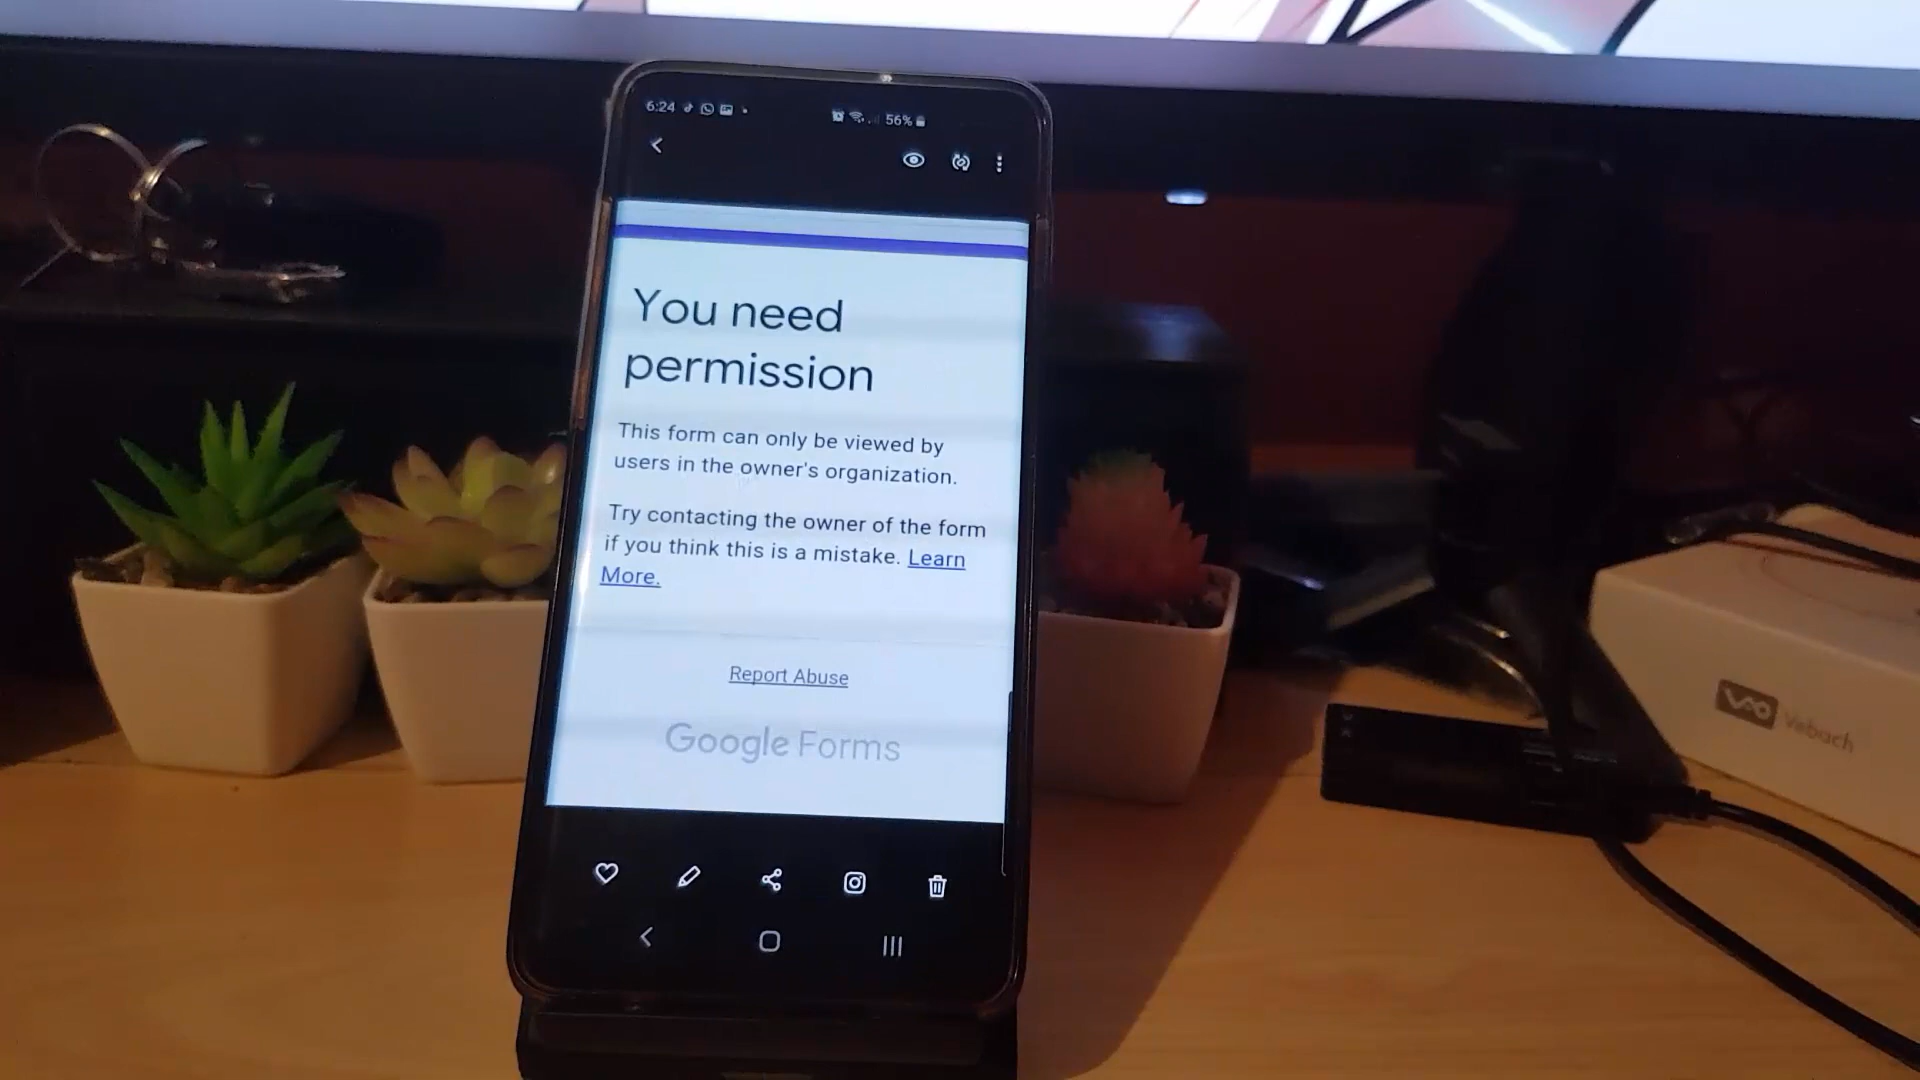 6:24
56%
You need
permission
This form can only be viewed by
users in the owner's organization.
Try contacting the owner of the form
if you think this is a mistake. Learn
More.
Report Abuse
Google Forms
Vebach